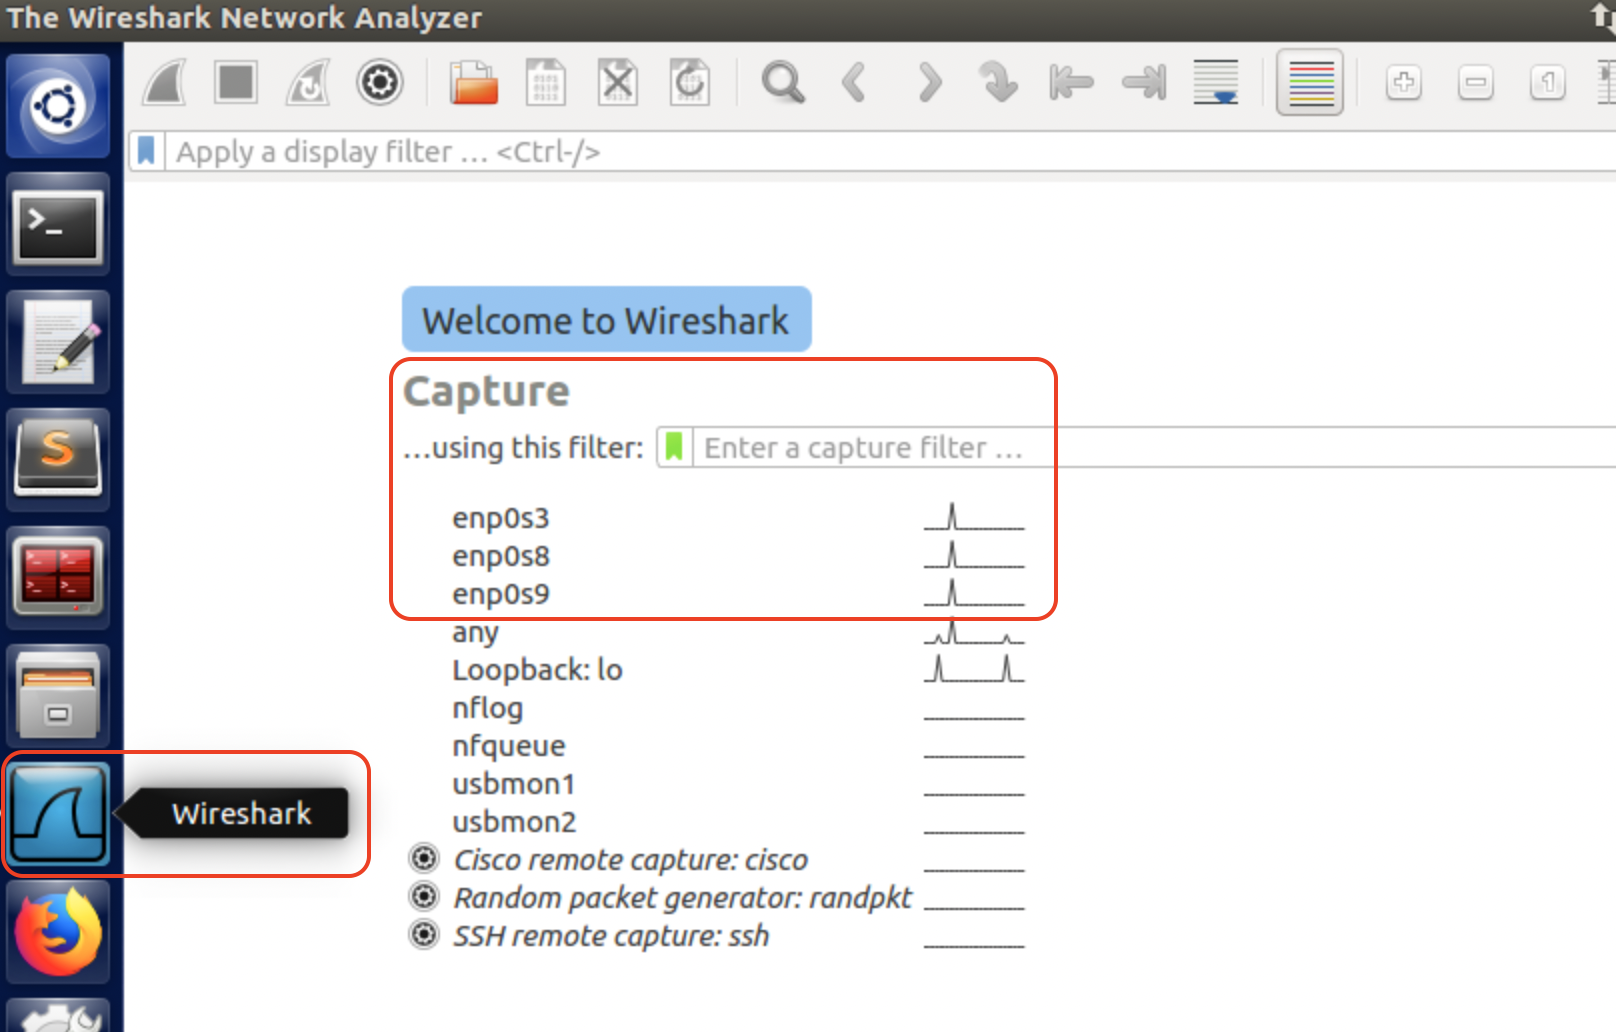 The Wireshark Network Analyzer
Apply a display filter … <Ctrl-/>
Welcome to Wireshark
Capture
…using this filter: Enter a capture filter …
enp0s3
enp0s8
enp0s9
any
Loopback: lo
nflog
nfqueue
usbmon1
usbmon2
Wireshark
Cisco remote capture: cisco
Random packet generator: randpkt
SSH remote capture: ssh